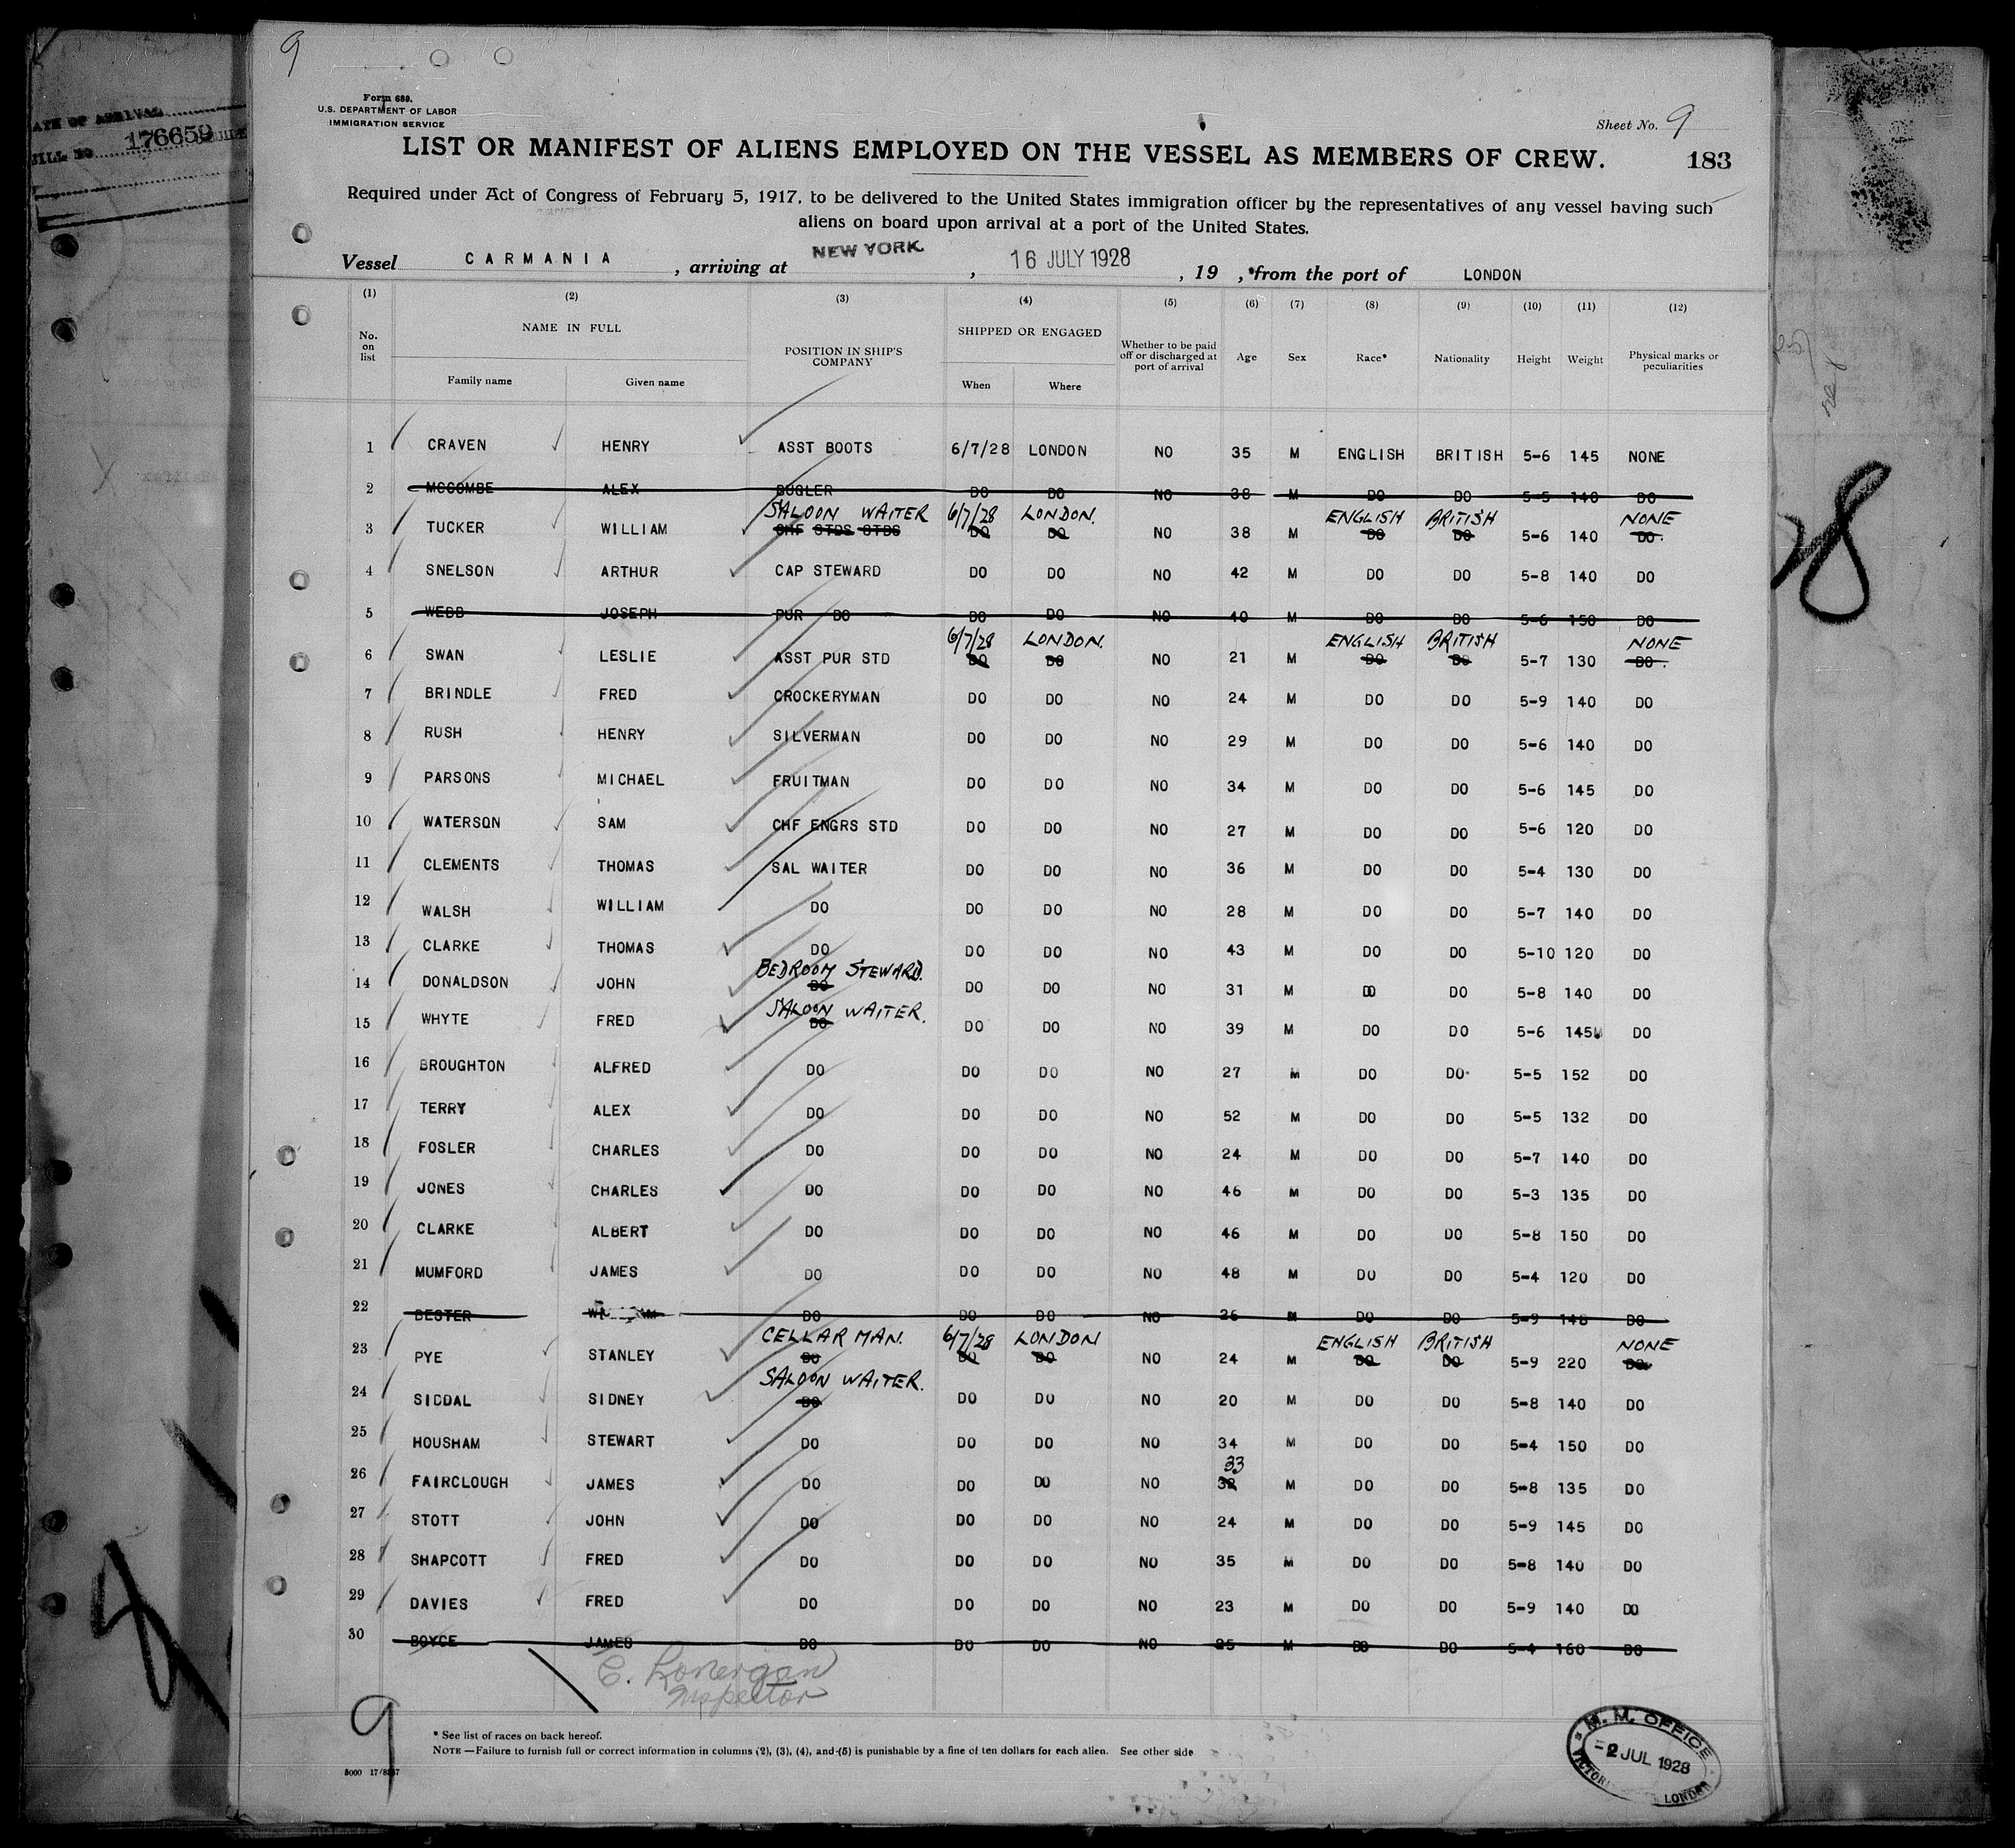 9
DATE OF ARRIVAL
BILL NO 176659
Form 689.
U.S. DEPARTMENT OF LABOR
IMMIGRATION SERVICE
Sheet No. 9
LIST OR MANIFEST OF ALIENS EMPLOYED ON THE VESSEL AS MEMBERS OF CREW. 183
Required under Act of Congress of February 5, 1917, to be delivered to the United States immigration officer by the representatives of any vessel having such
aliens on board upon arrival at a port of the United States.
Vessel CARMANIA, arriving at NEW YORK, 16 JULY 1928, 19 , from the port of LONDON
(1) (2) (3) (4) (5) (6) (7) (8) (9) (10) (11) (12)
No. on list NAME IN FULL Family name Given name POSITION IN SHIP'S COMPANY SHIPPED OR ENGAGED When Where Whether to be paid off or discharged at port of arrival Age Sex Race* Nationality Height Weight Physical marks or peculiarities
1 CRAVEN HENRY ASST BOOTS 6/7/28 LONDON NO 35 M ENGLISH BRITISH 5-6 145 NONE
2 MCCOMBE ALEX BUGLER DO DO NO 38 M DO DO 5-5 140 DO
SALOON WAITER 6/7/28 LONDON. ENGLISH BRITISH NONE
3 TUCKER WILLIAM CHF STDS STDS DO DO NO 38 M DO DO 5-6 140 DO.
4 SNELSON ARTHUR CAP STEWARD DO DO NO 42 M DO DO 5-8 140 DO
5 WEBB JOSEPH PUR DO DO DO NO 40 M DO DO 5-6 150 DO
6/7/28 LONDON. ENGLISH BRITISH NONE
6 SWAN LESLIE ASST PUR STD DO DO NO 21 M DO DO 5-7 130 DO.
7 BRINDLE FRED CROCKERYMAN DO DO NO 24 M DO DO 5-9 140 DO
8 RUSH HENRY SILVERMAN DO DO NO 29 M DO DO 5-6 140 DO
9 PARSONS MICHAEL FRUITMAN DO DO NO 34 M DO DO 5-6 145 DO
10 WATERSON SAM CHF ENGRS STD DO DO NO 27 M DO DO 5-6 120 DO
11 CLEMENTS THOMAS SAL WAITER DO DO NO 36 M DO DO 5-4 130 DO
12 WALSH WILLIAM DO DO DO NO 28 M DO DO 5-7 140 DO
13 CLARKE THOMAS DO DO DO NO 43 M DO DO 5-10 120 DO
BEDROOM STEWARD.
14 DONALDSON JOHN DO DO DO NO 31 M DO DO 5-8 140 DO
SALOON WAITER.
15 WHYTE FRED DO DO DO NO 39 M DO DO 5-6 145 DO
16 BROUGHTON ALFRED DO DO DO NO 27 M DO DO 5-5 152 DO
17 TERRY ALEX DO DO DO NO 52 M DO DO 5-5 132 DO
18 FOSLER CHARLES DO DO DO NO 24 M DO DO 5-7 140 DO
19 JONES CHARLES DO DO DO NO 46 M DO DO 5-3 135 DO
20 CLARKE ALBERT DO DO DO NO 46 M DO DO 5-8 150 DO
21 MUMFORD JAMES DO DO DO NO 48 M DO DO 5-4 120 DO
22 BESTER DO DO DO NO 26 M DO DO 5-9 148 DO
CELLAR MAN. 6/7/28 LONDON ENGLISH BRITISH NONE
23 PYE STANLEY DO DO DO NO 24 M DO DO 5-9 220 DO
SALOON WAITER.
24 SIDDAL SIDNEY DO DO DO NO 20 M DO DO 5-8 140 DO
25 HOUSHAM STEWART DO DO DO NO 34 M DO DO 5-4 150 DO
33
26 FAIRCLOUGH JAMES DO DO DO NO 32 M DO DO 5-8 135 DO
27 STOTT JOHN DO DO DO NO 24 M DO DO 5-9 145 DO
28 SHAPCOTT FRED DO DO DO NO 35 M DO DO 5-8 140 DO
29 DAVIES FRED DO DO DO NO 23 M DO DO 5-9 140 DO
30 BOYCE JAMES DO DO DO NO 25 M DO DO 5-4 160 DO
C. Lonergan
Inspector
9
* See list of races on back hereof.
NOTE—Failure to furnish full or correct information in columns (2), (3), (4), and (5) is punishable by a fine of ten dollars for each alien. See other side
5000
M. M. OFFICE
-2 JUL 1928
LONDON
28